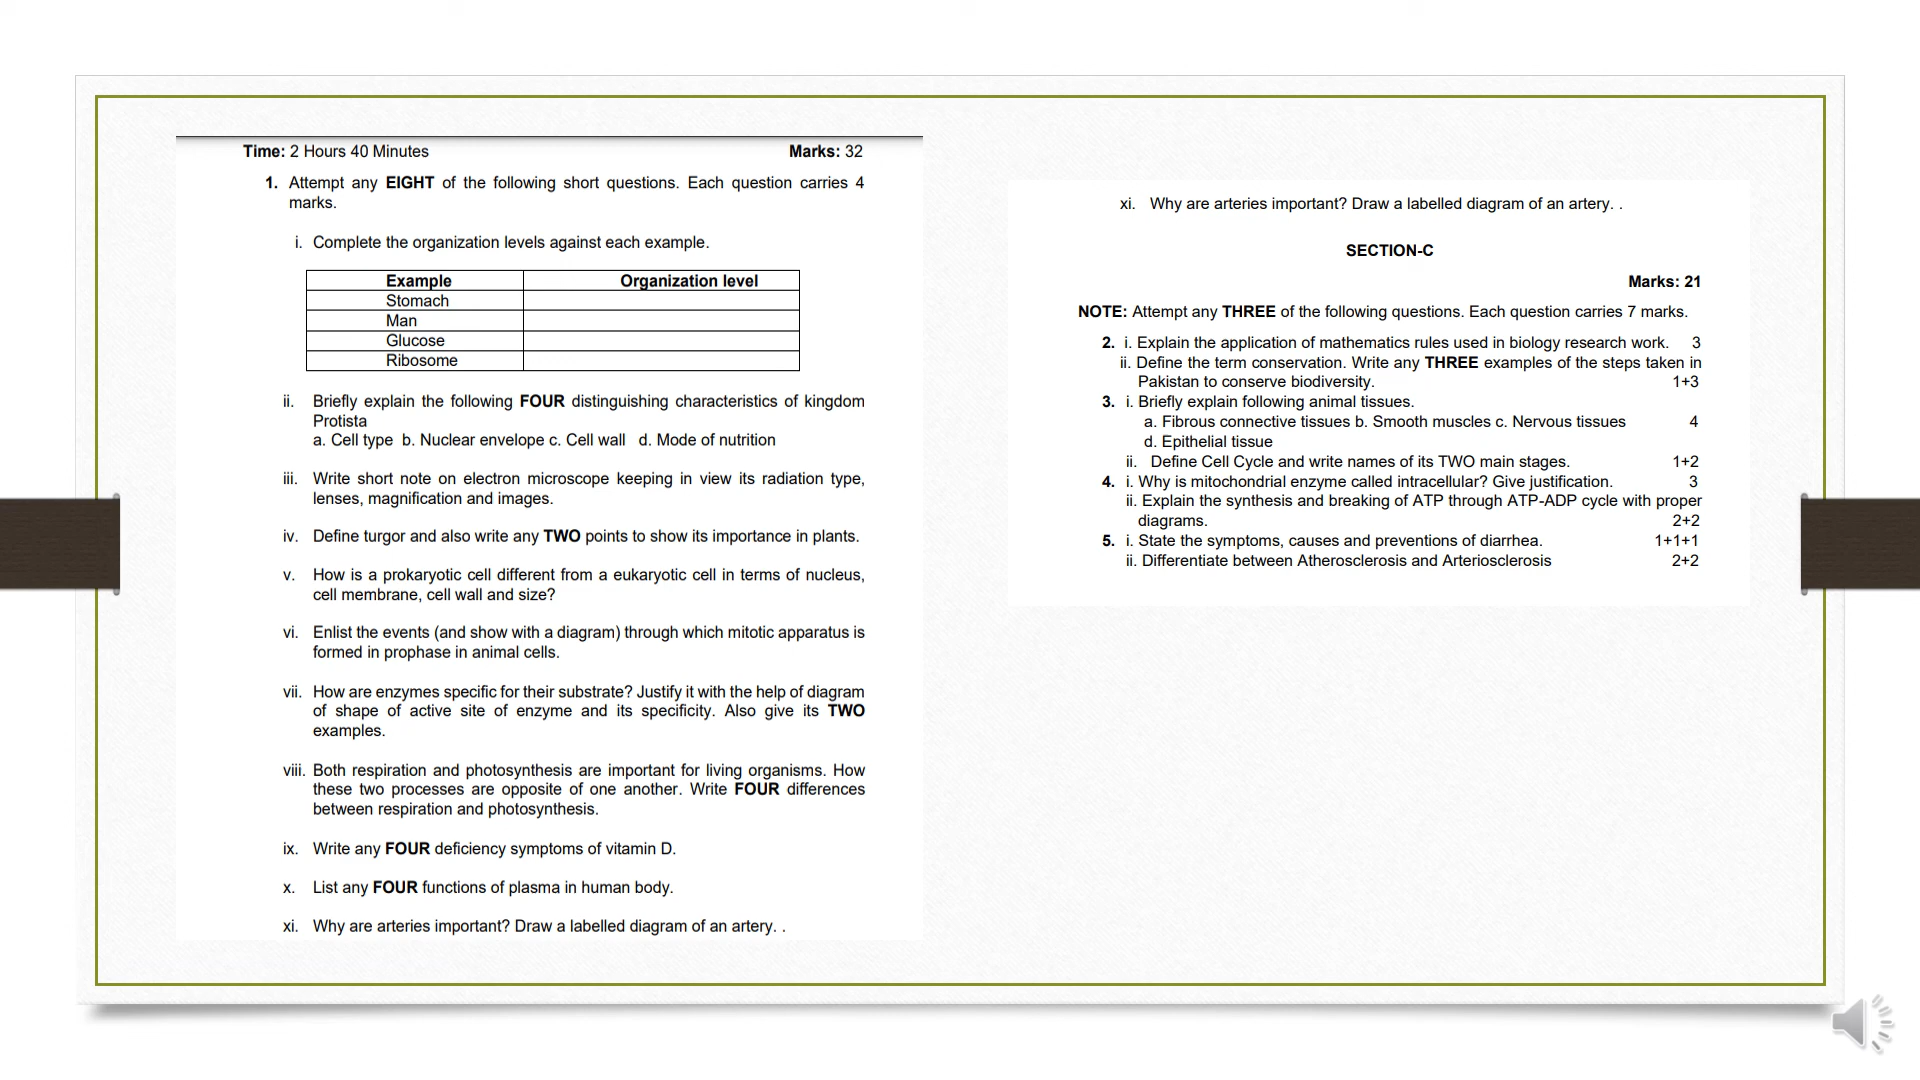 Time: 2 Hours 40 Minutes Marks: 32
1. Attempt any EIGHT of the following short questions. Each question carries 4
marks.
i. Complete the organization levels against each example.
Example Organization level
Stomach
Man
Glucose
Ribosome
ii. Briefly explain the following FOUR distinguishing characteristics of kingdom
Protista
a. Cell type b. Nuclear envelope c. Cell wall d. Mode of nutrition
iii. Write short note on electron microscope keeping in view its radiation type,
lenses, magnification and images.
iv. Define turgor and also write any TWO points to show its importance in plants.
v. How is a prokaryotic cell different from a eukaryotic cell in terms of nucleus,
cell membrane, cell wall and size?
vi. Enlist the events (and show with a diagram) through which mitotic apparatus is
formed in prophase in animal cells.
vii. How are enzymes specific for their substrate? Justify it with the help of diagram
of shape of active site of enzyme and its specificity. Also give its TWO
examples.
viii. Both respiration and photosynthesis are important for living organisms. How
these two processes are opposite of one another. Write FOUR differences
between respiration and photosynthesis.
ix. Write any FOUR deficiency symptoms of vitamin D.
x. List any FOUR functions of plasma in human body.
xi. Why are arteries important? Draw a labelled diagram of an artery. .
xi. Why are arteries important? Draw a labelled diagram of an artery. .
SECTION-C
Marks: 21
NOTE: Attempt any THREE of the following questions. Each question carries 7 marks.
2. i. Explain the application of mathematics rules used in biology research work. 3
ii. Define the term conservation. Write any THREE examples of the steps taken in
Pakistan to conserve biodiversity. 1+3
3. i. Briefly explain following animal tissues.
a. Fibrous connective tissues b. Smooth muscles c. Nervous tissues 4
d. Epithelial tissue
ii. Define Cell Cycle and write names of its TWO main stages. 1+2
4. i. Why is mitochondrial enzyme called intracellular? Give justification. 3
ii. Explain the synthesis and breaking of ATP through ATP-ADP cycle with proper
diagrams. 2+2
5. i. State the symptoms, causes and preventions of diarrhea. 1+1+1
ii. Differentiate between Atherosclerosis and Arteriosclerosis 2+2